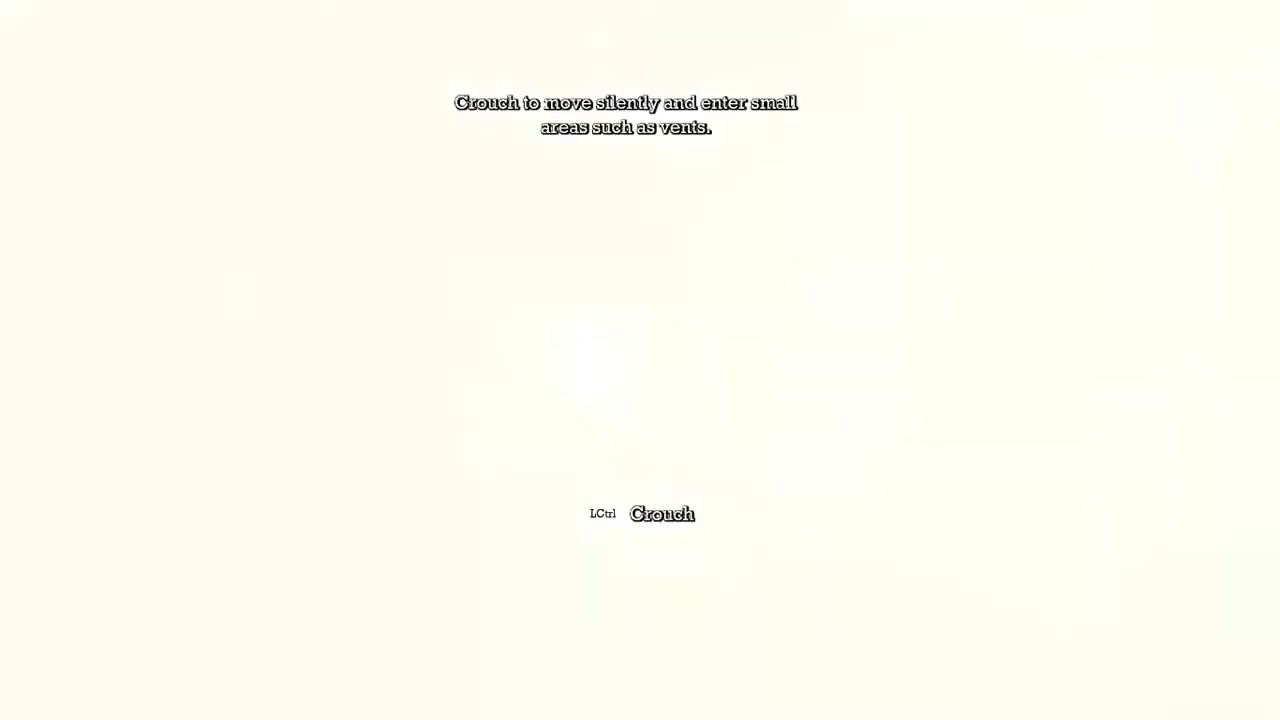 Crouch to move silently and enter small
areas such as vents.
LCtrl Crouch